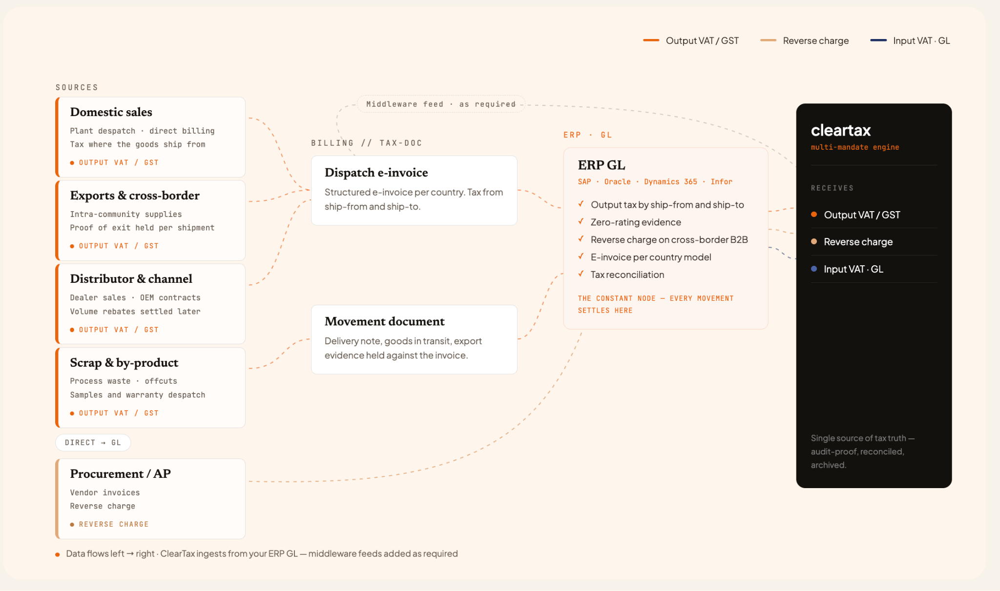 Output VAT / GST
Reverse charge
Input VAT · GL
SOURCES
Domestic sales
Plant despatch · direct billing
Tax where the goods ship from
OUTPUT VAT / GST
Exports & cross-border
Intra-community supplies
Proof of exit held per shipment
OUTPUT VAT / GST
Distributor & channel
Dealer sales · OEM contracts
Volume rebates settled later
OUTPUT VAT / GST
Scrap & by-product
Process waste · offcuts
Samples and warranty despatch
OUTPUT VAT / GST
DIRECT → GL
Procurement / AP
Vendor invoices
Reverse charge
REVERSE CHARGE
Middleware feed · as required
BILLING // TAX-DOC
Dispatch e-invoice
Structured e-invoice per country. Tax from
ship-from and ship-to.
Movement document
Delivery note, goods in transit, export
evidence held against the invoice.
ERP · GL
ERP GL
SAP · Oracle · Dynamics 365 · Infor
✓ Output tax by ship-from and ship-to
✓ Zero-rating evidence
✓ Reverse charge on cross-border B2B
✓ E-invoice per country model
✓ Tax reconciliation
THE CONSTANT NODE — EVERY MOVEMENT
SETTLES HERE
cleartax
multi-mandate engine
RECEIVES
Output VAT / GST
Reverse charge
Input VAT · GL
Single source of tax truth —
audit-proof, reconciled,
archived.
Data flows left → right · ClearTax ingests from your ERP GL — middleware feeds added as required